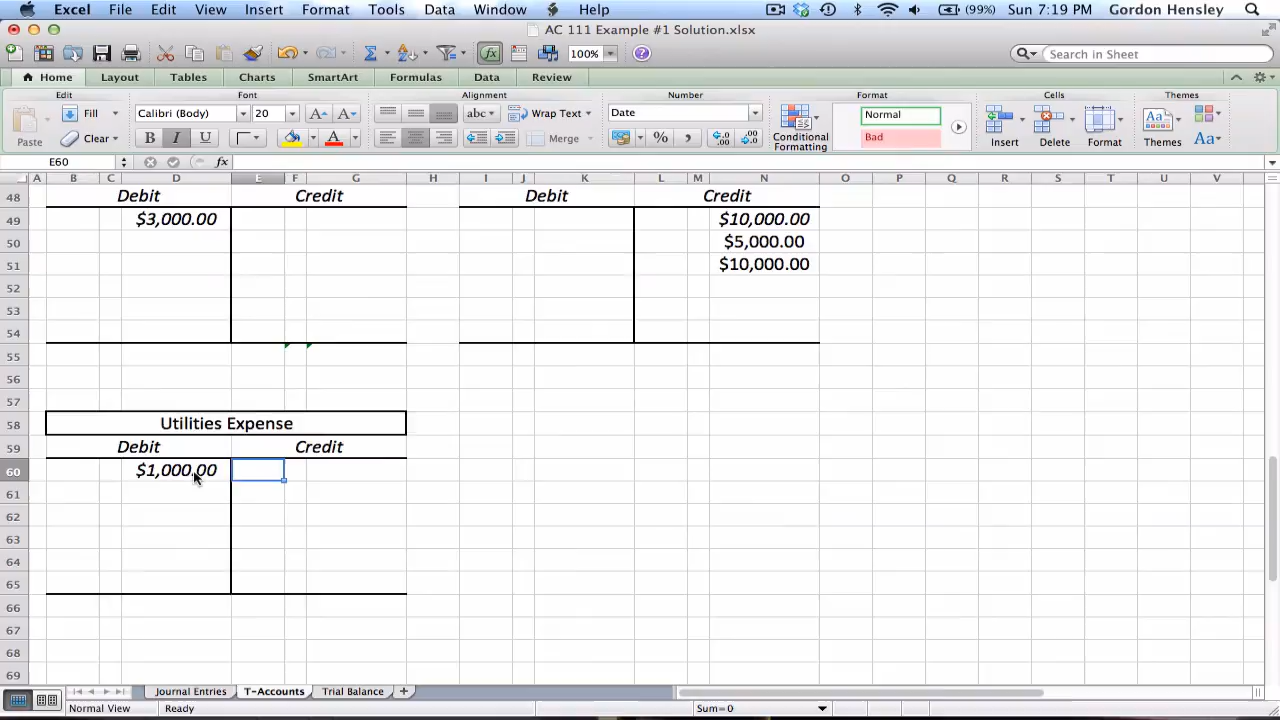 Excel File Edit View Insert Format Tools Data Window Help (99%) Sun 7:19 PM Gordon Hensley
AC 111 Example #1 Solution.xlsx
100% Search in Sheet
Home Layout Tables Charts SmartArt Formulas Data Review
Edit Font Alignment Number Format Cells Themes
Paste Fill Clear Calibri (Body) 20 abc Wrap Text Merge Date Conditional Formatting Normal Bad Insert Delete Format Themes Aa
E60 fx
A B C D E F G H I J K L M N O P Q R S T U V
48 Debit Credit Debit Credit
49 $3,000.00 $10,000.00
50 $5,000.00
51 $10,000.00
52
53
54
55
56
57
58 Utilities Expense
59 Debit Credit
60 $1,000.00
61
62
63
64
65
66
67
68
69
Journal Entries T-Accounts Trial Balance
Normal View Ready Sum=0